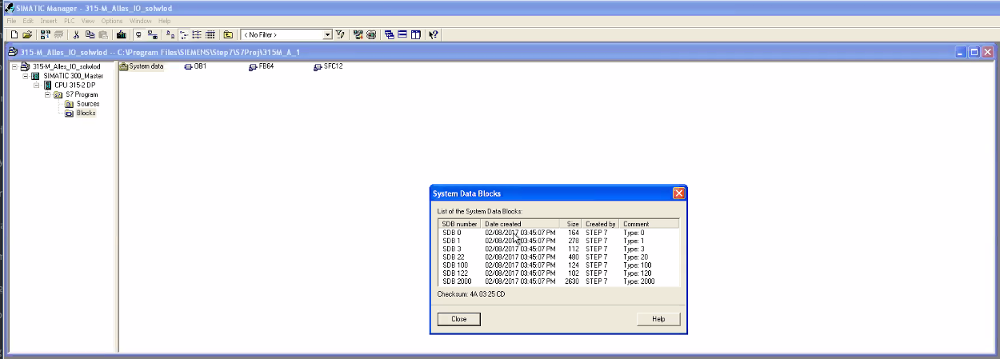 SIMATIC Manager - 315-M_Alles_IO_solwlod
File Edit Insert PLC View Options Window Help
< No Filter >
315-M_Alles_IO_solwlod -- C:\Program Files\SIEMENS\Step7\S7Proj\315M_A_1
315-M_Alles_IO_solwlod
SIMATIC 300_Master
CPU 315-2 DP
S7 Program
Sources
Blocks
System data OB1 FB64 SFC12
System Data Blocks
List of the System Data Blocks:
SDB number Date created Size Created by Comment
SDB 0 02/08/2017 03:45:07 PM 164 STEP 7 Type: 0
SDB 1 02/08/2017 03:45:07 PM 278 STEP 7 Type: 1
SDB 3 02/08/2017 03:45:07 PM 112 STEP 7 Type: 3
SDB 22 02/08/2017 03:45:07 PM 480 STEP 7 Type: 20
SDB 100 02/08/2017 03:45:07 PM 124 STEP 7 Type: 100
SDB 122 02/08/2017 03:45:07 PM 102 STEP 7 Type: 120
SDB 2000 02/08/2017 03:45:07 PM 2630 STEP 7 Type: 2000
Checksum: 4A 03 25 CD
Close Help